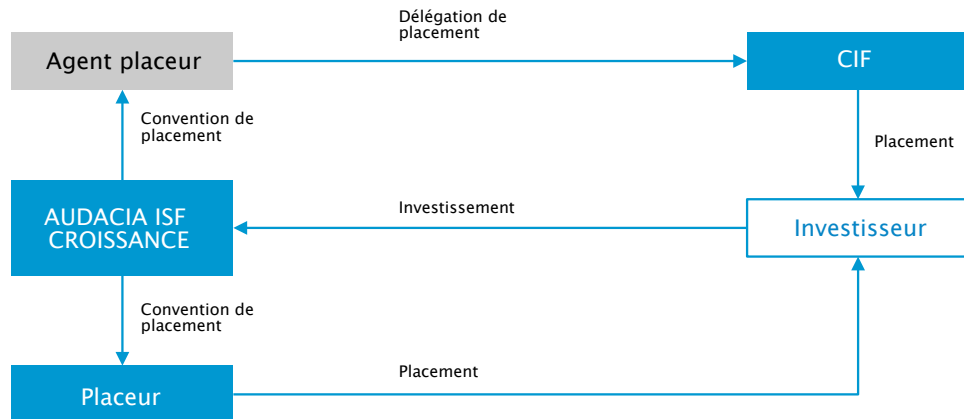 Délégation de
placement
Agent placeur
CIF
Convention de
placement
Placement
AUDACIA ISF
CROISSANCE
Investissement
Investisseur
Convention de
placement
Placement
Placeur